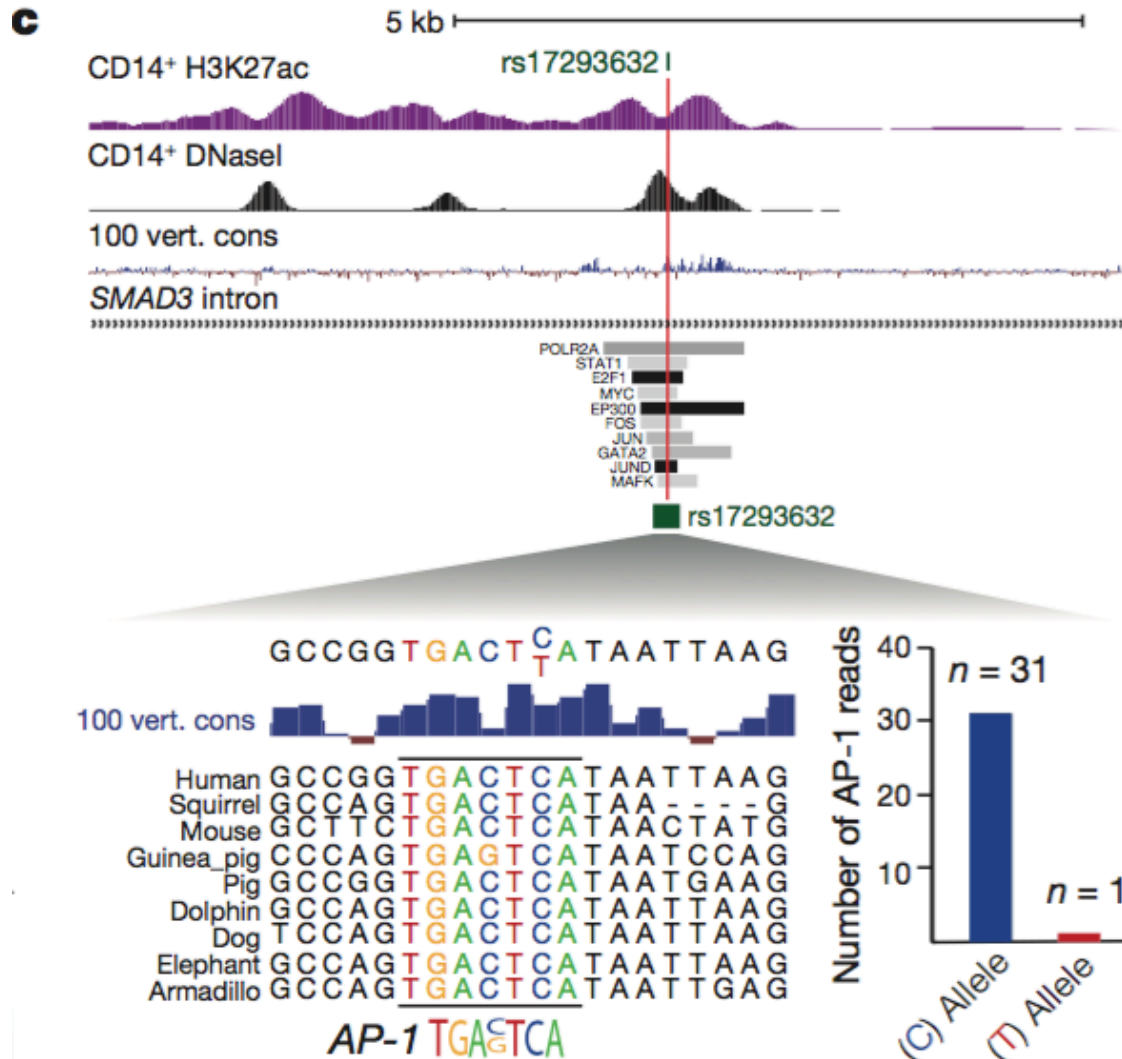 c
5 kb
rs17293632
CD14+ H3K27ac
CD14+ DNaseI
100 vert. cons
SMAD3 intron
POLR2A
STAT1
E2F1
MYC
EP300
FOS
JUN
GATA2
JUND
MAFK
rs17293632
GCCGGTGACTCATAATTAAG
T
100 vert. cons
Human GCCGGTGACTCATAATTAAG
Squirrel GCCAGTGACTCATAA----G
Mouse GCTTCTGACTCATAACTATG
Guinea_pig CCCAGTGAGTCATAATCCAG
Pig GCCGGTGACTCATAATGAAG
Dolphin GCCAGTGACTCATAATTAAG
Dog TCCAGTGACTCATAATTAAG
Elephant GCCAGTGACTCATAATTAAG
Armadillo GCCAGTGACTCATAATTGAG
AP-1 TGACTCA
G
Number of AP-1 reads
40
30
20
10
n = 31
n = 1
(C) Allele
(T) Allele